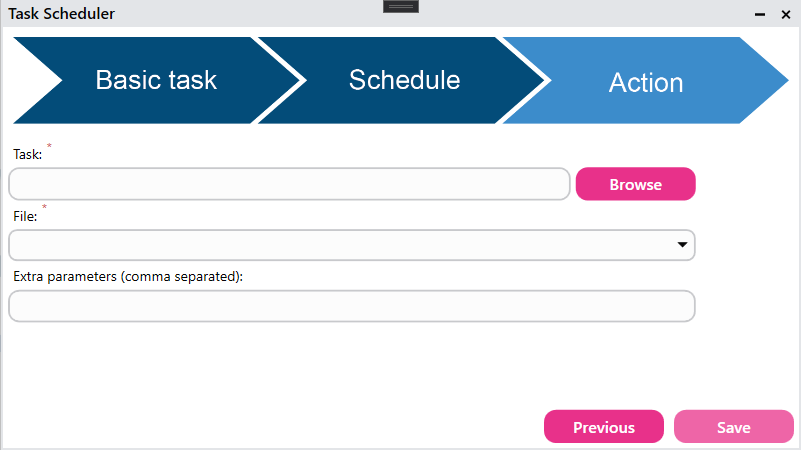 Task Scheduler
Basic task
Schedule
Action
Task: *
Browse
File: *
Extra parameters (comma separated):
Previous
Save